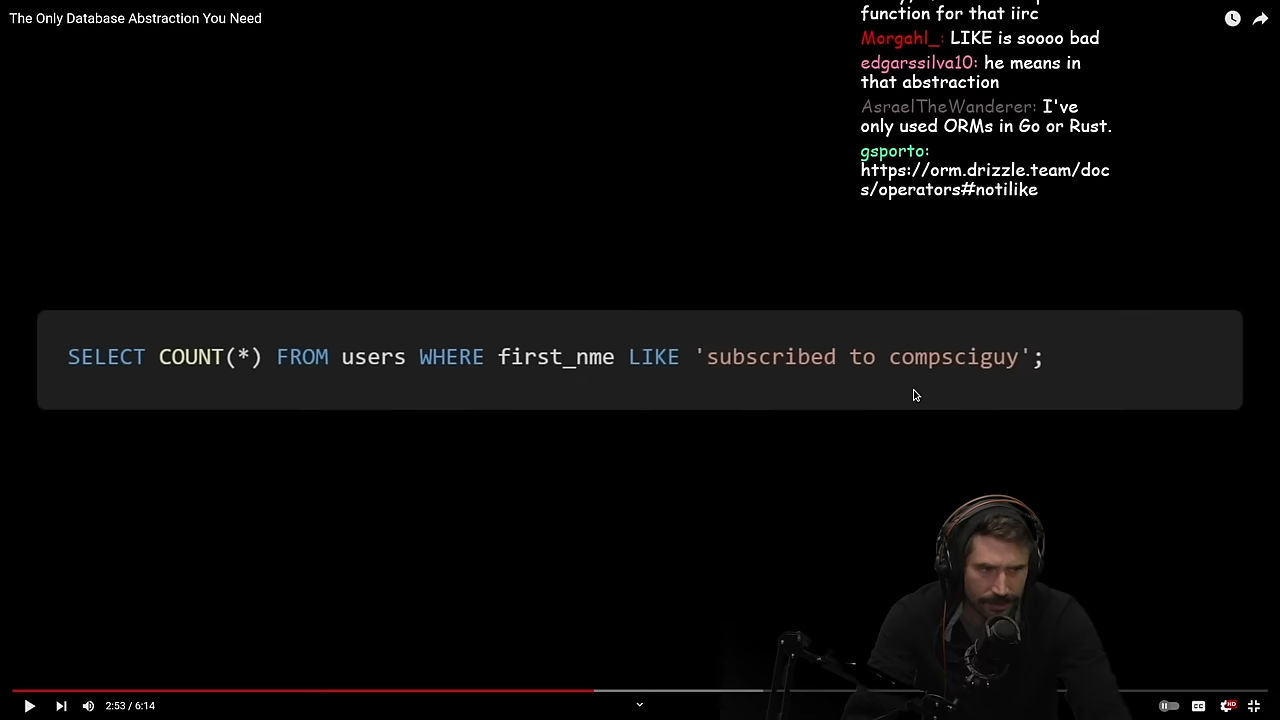 The Only Database Abstraction You Need
function for that iirc
Morgahl_: LIKE is soooo bad
edgarssilva10: he means in
that abstraction
AsraelTheWanderer: I've
only used ORMs in Go or Rust.
gsporto:
https://orm.drizzle.team/doc
s/operators#notilike
SELECT COUNT(*) FROM users WHERE first_nme LIKE 'subscribed to compsciguy';
2:53 / 6:14
HD